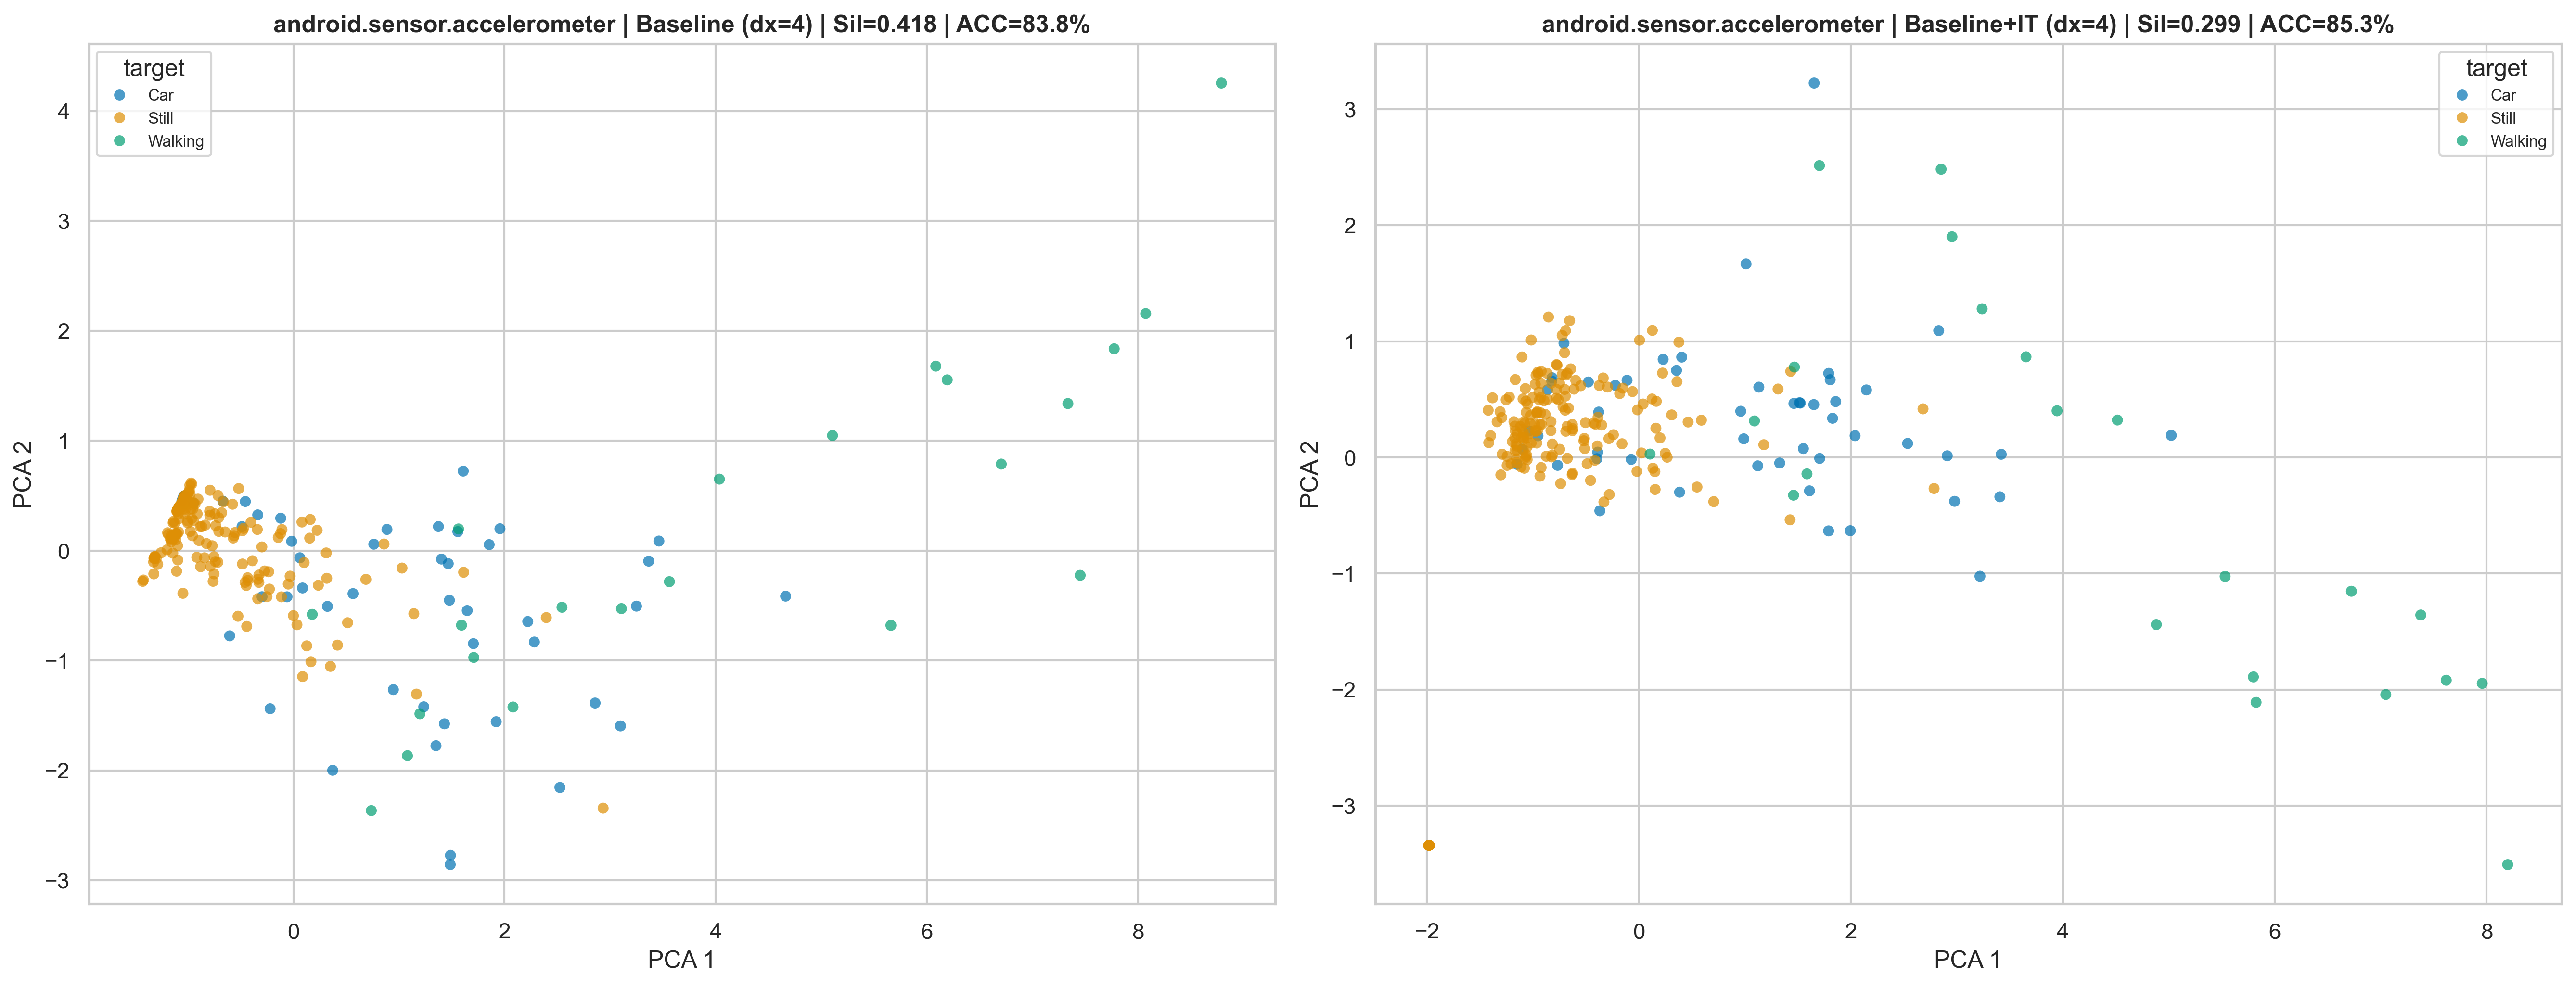 android.sensor.accelerometer | Baseline (dx=4) | Sil=0.418 | ACC=83.8%
target
Car
Still
Walking
4
3
2
1
0
−1
−2
−3
PCA 2
0
2
4
6
8
PCA 1
android.sensor.accelerometer | Baseline+IT (dx=4) | Sil=0.299 | ACC=85.3%
target
Car
Still
Walking
3
2
1
0
−1
−2
−3
PCA 2
−2
0
2
4
6
8
PCA 1